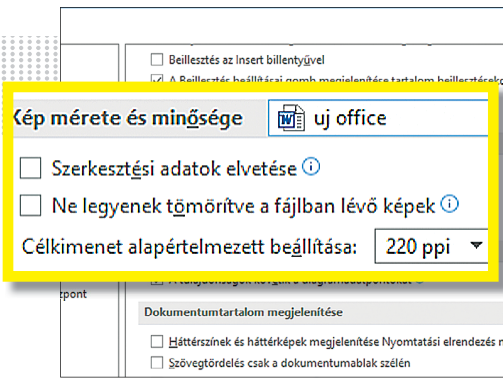 Beillesztés az Insert billentyűvel
A Beillesztés beállításai gomb megjelenítése tartalom beillesztéseko
Kép mérete és minősége
uj office
Szerkesztési adatok elvetése
Ne legyenek tömörítve a fájlban lévő képek
Célkimenet alapértelmezett beállítása: 220 ppi
zpont
Dokumentumtartalom megjelenítése
Háttérszínek és háttérképek megjelenítése Nyomtatási elrendezés n
Szövegtördelés csak a dokumentumablak szélén